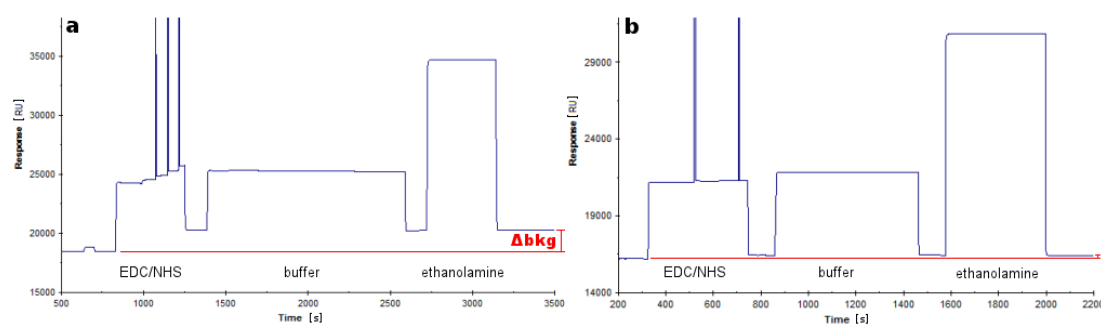 a
35000
30000
25000
20000
15000
Response [RU]
Δbkg
EDC/NHS
buffer
ethanolamine
500
1000
1500
2000
2500
3000
3500
Time [s]
b
29000
24000
19000
14000
Response [RU]
EDC/NHS
buffer
ethanolamine
200
400
600
800
1000
1200
1400
1600
1800
2000
2200
Time [s]